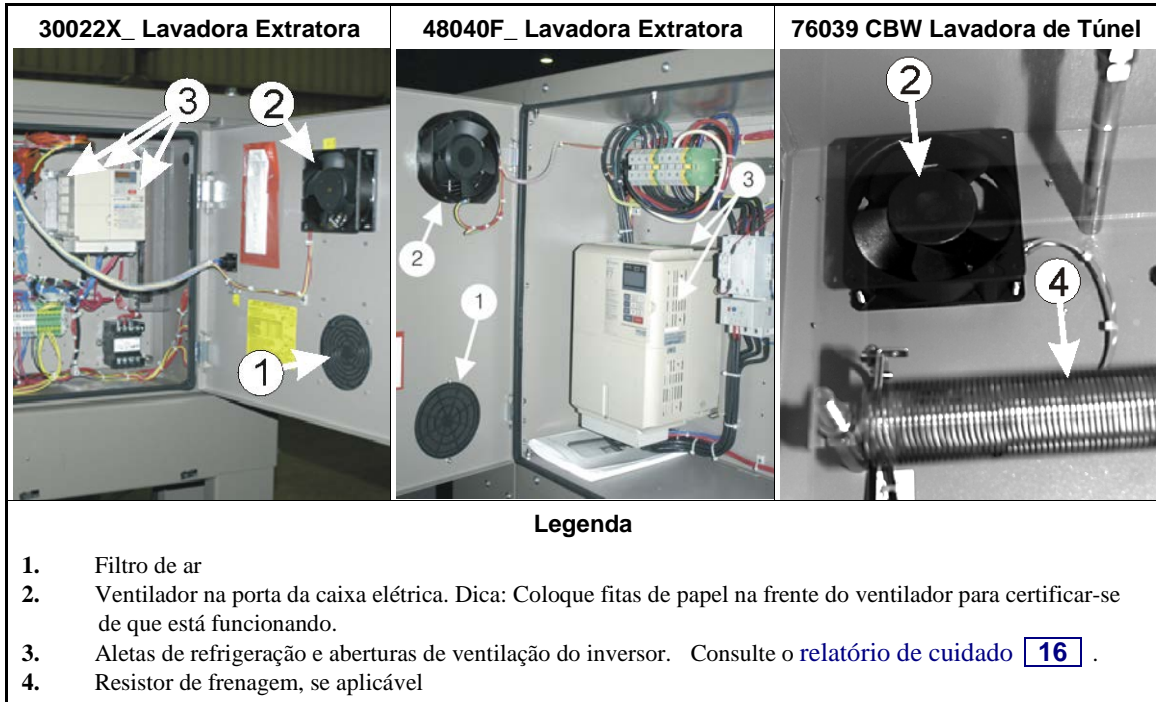 30022X_ Lavadora Extratora
48040F_ Lavadora Extratora
76039 CBW Lavadora de Túnel
3
2
1
2
1
3
2
4
Legenda
1. Filtro de ar
2. Ventilador na porta da caixa elétrica. Dica: Coloque fitas de papel na frente do ventilador para certificar-se
de que está funcionando.
3. Aletas de refrigeração e aberturas de ventilação do inversor. Consulte o relatório de cuidado 16 .
4. Resistor de frenagem, se aplicável